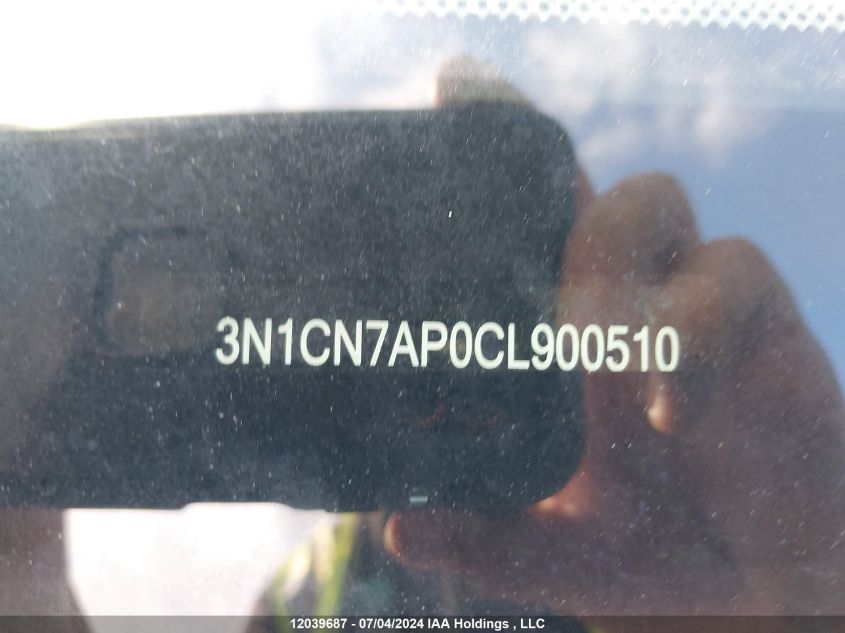 3N1CN7AP0CL900510
12039687 - 07/04/2024 IAA Holdings , LLC